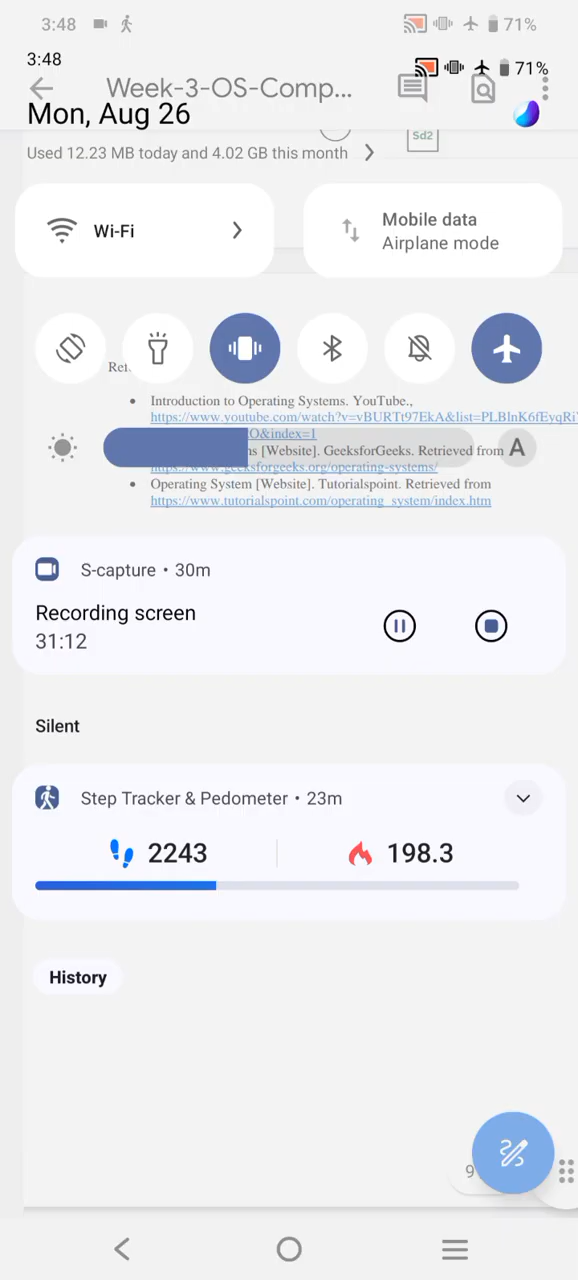 3:48
71%
3:48
71%
Week-3-OS-Comp...
Mon, Aug 26
Sd2
Used 12.23 MB today and 4.02 GB this month
Wi-Fi
Mobile data
Airplane mode
Introduction to Operating Systems. YouTube.,
https://www.youtube.com/watch?v=vBURTt97EkA&list=PLBlnK6fEyqRi
O&index=1
[Website]. GeeksforGeeks. Retrieved from
A
https://www.geeksforgeeks.org/operating-systems/
Operating System [Website]. Tutorialspoint. Retrieved from
https://www.tutorialspoint.com/operating_system/index.htm
S-capture • 30m
Recording screen
31:12
Silent
Step Tracker & Pedometer • 23m
2243
198.3
History
9